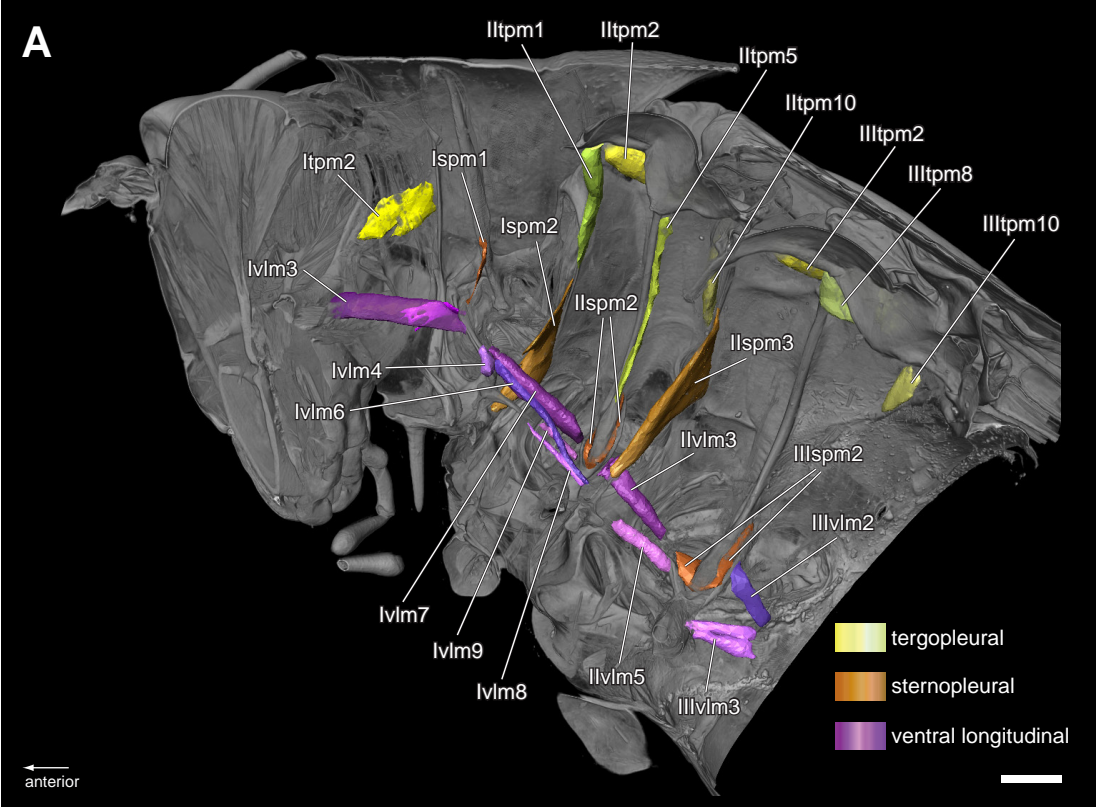 A
IItpm1
IItpm2
IItpm5
IItpm10
IIItpm2
IIItpm8
IIItpm10
Itpm2
Ispm1
Ispm2
Ivlm3
IIspm2
IIspm3
Ivlm4
Ivlm6
IIvlm3
IIIspm2
IIIvlm2
Ivlm7
Ivlm9
Ivlm8
IIvlm5
IIIvlm3
tergopleural
sternopleural
ventral longitudinal
anterior